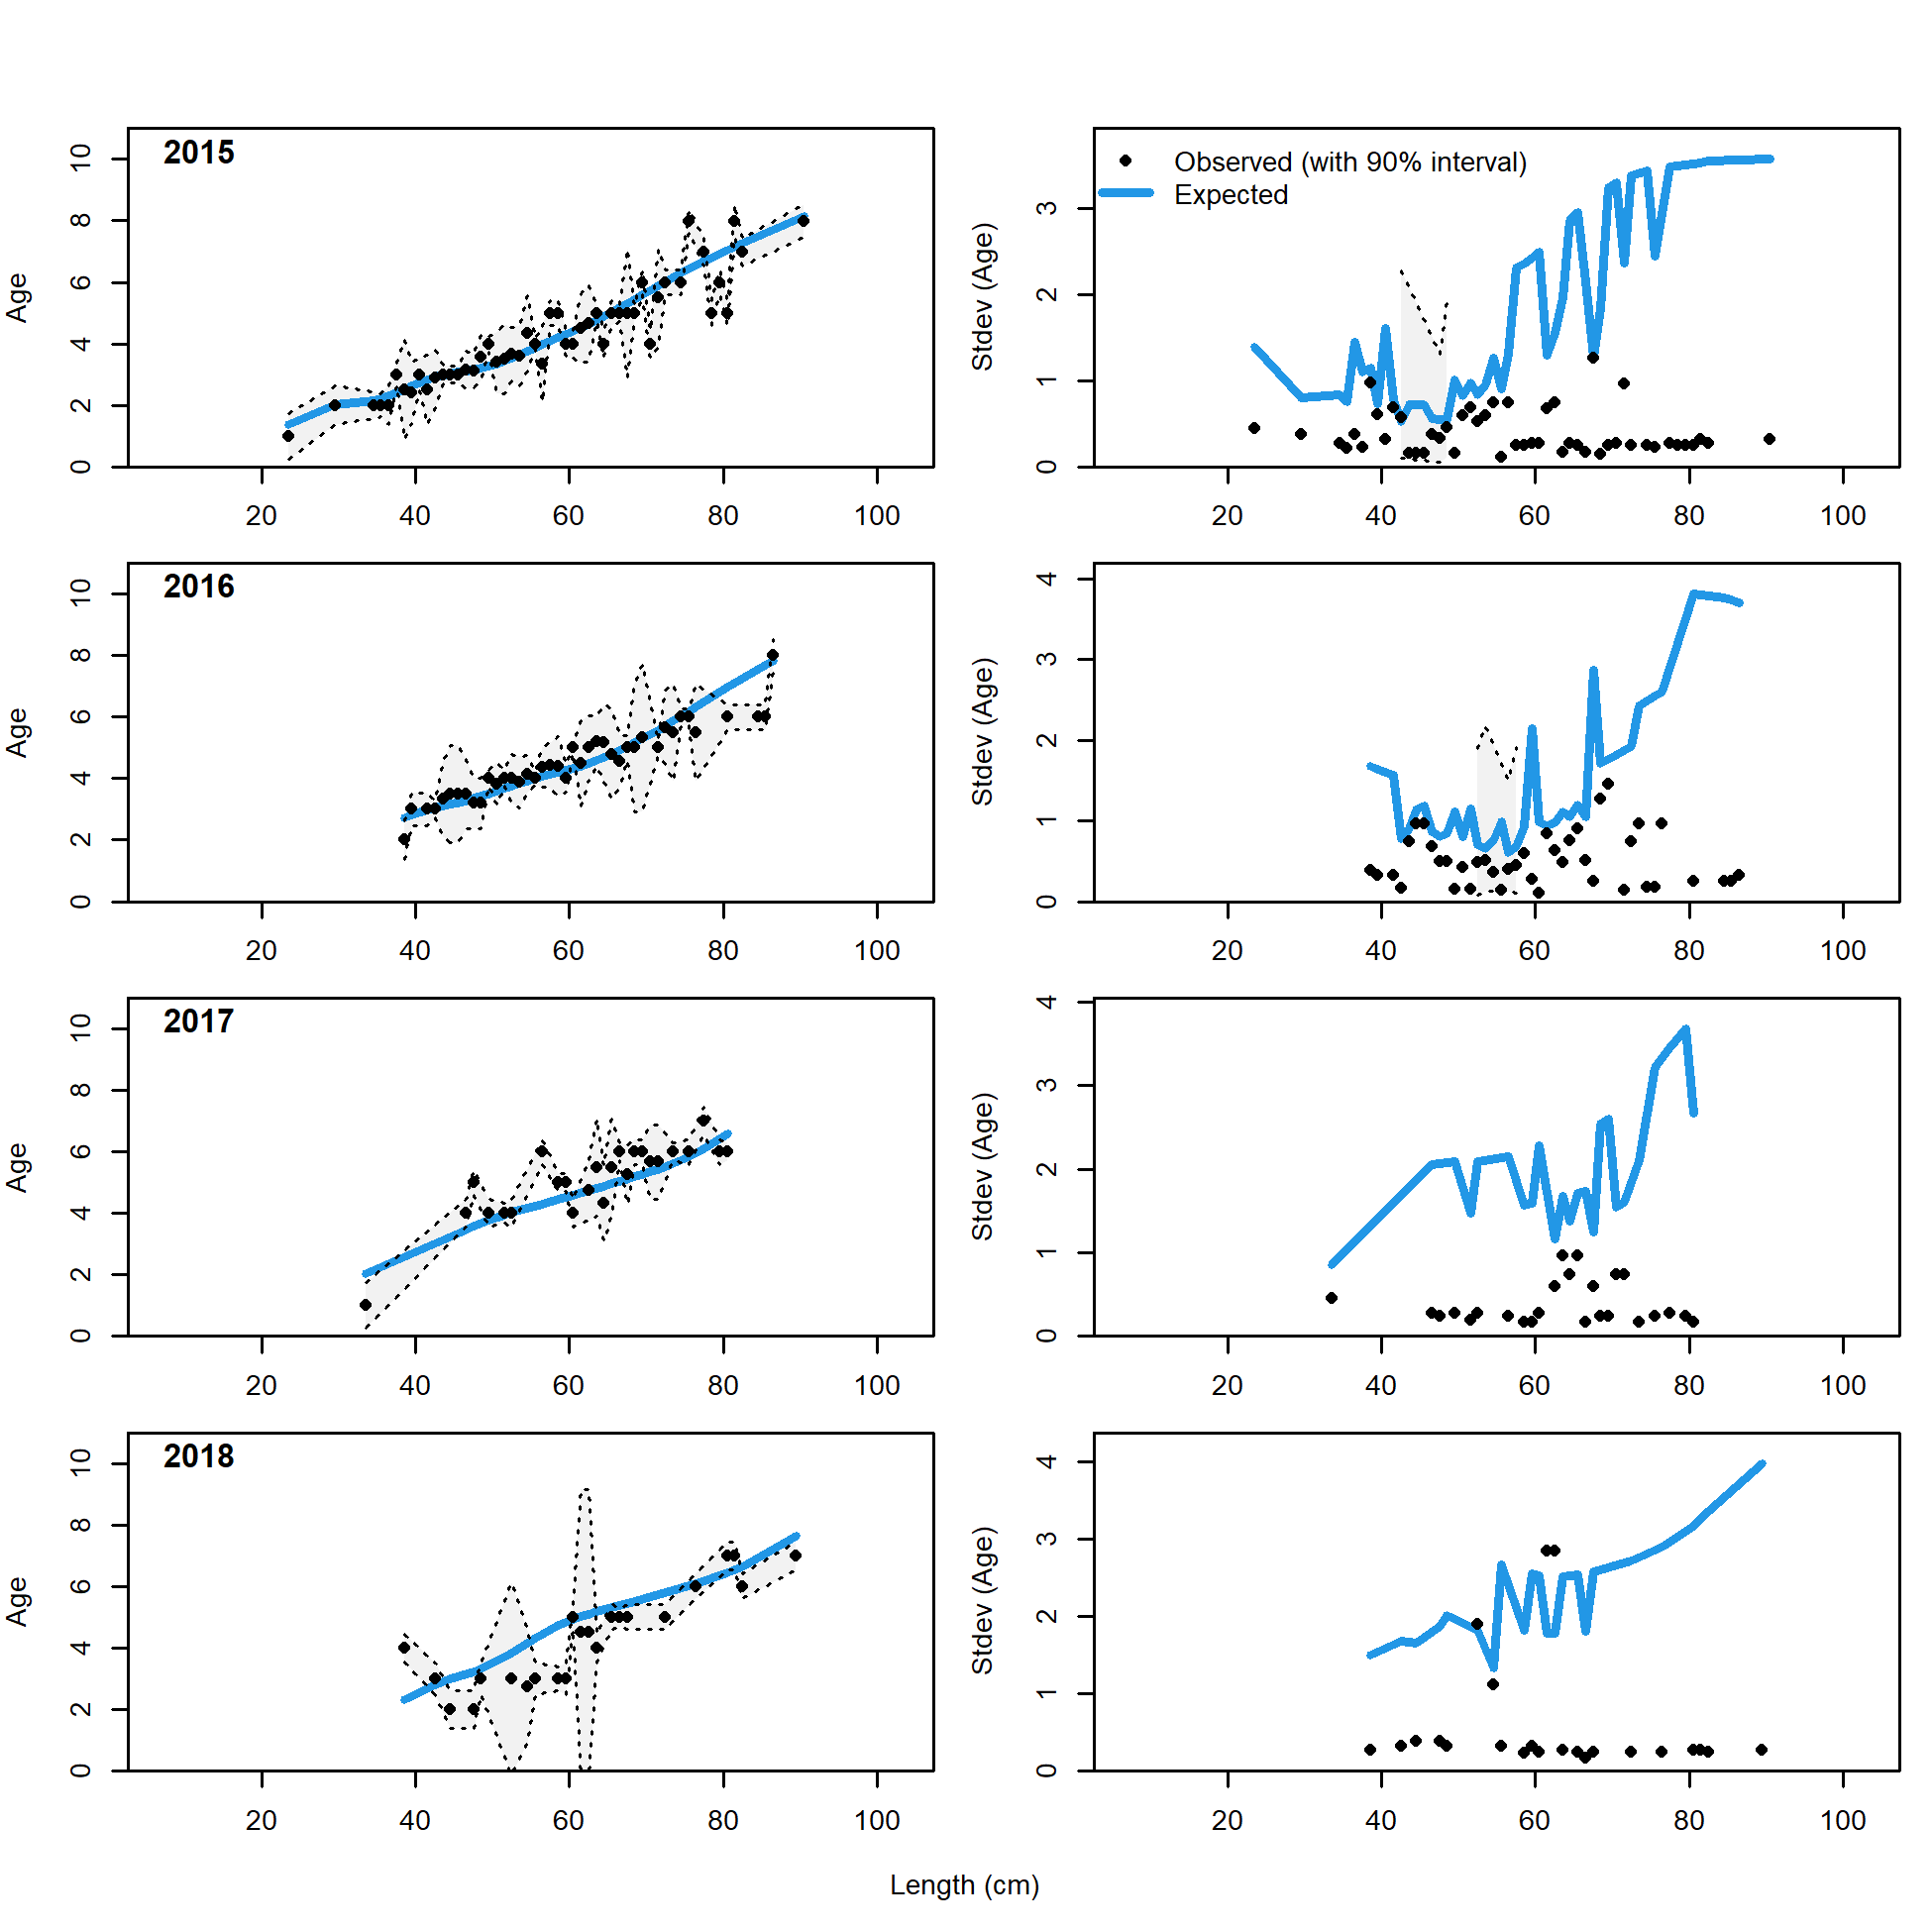 2015
Age
0 2 4 6 8 10
20 40 60 80 100
Observed (with 90% interval)
Expected
Stdev (Age)
0 1 2 3
20 40 60 80 100
2016
Age
0 2 4 6 8 10
20 40 60 80 100
Stdev (Age)
0 1 2 3 4
20 40 60 80 100
2017
Age
0 2 4 6 8 10
20 40 60 80 100
Stdev (Age)
0 1 2 3 4
20 40 60 80 100
2018
Age
0 2 4 6 8 10
20 40 60 80 100
Stdev (Age)
0 1 2 3 4
20 40 60 80 100
Length (cm)